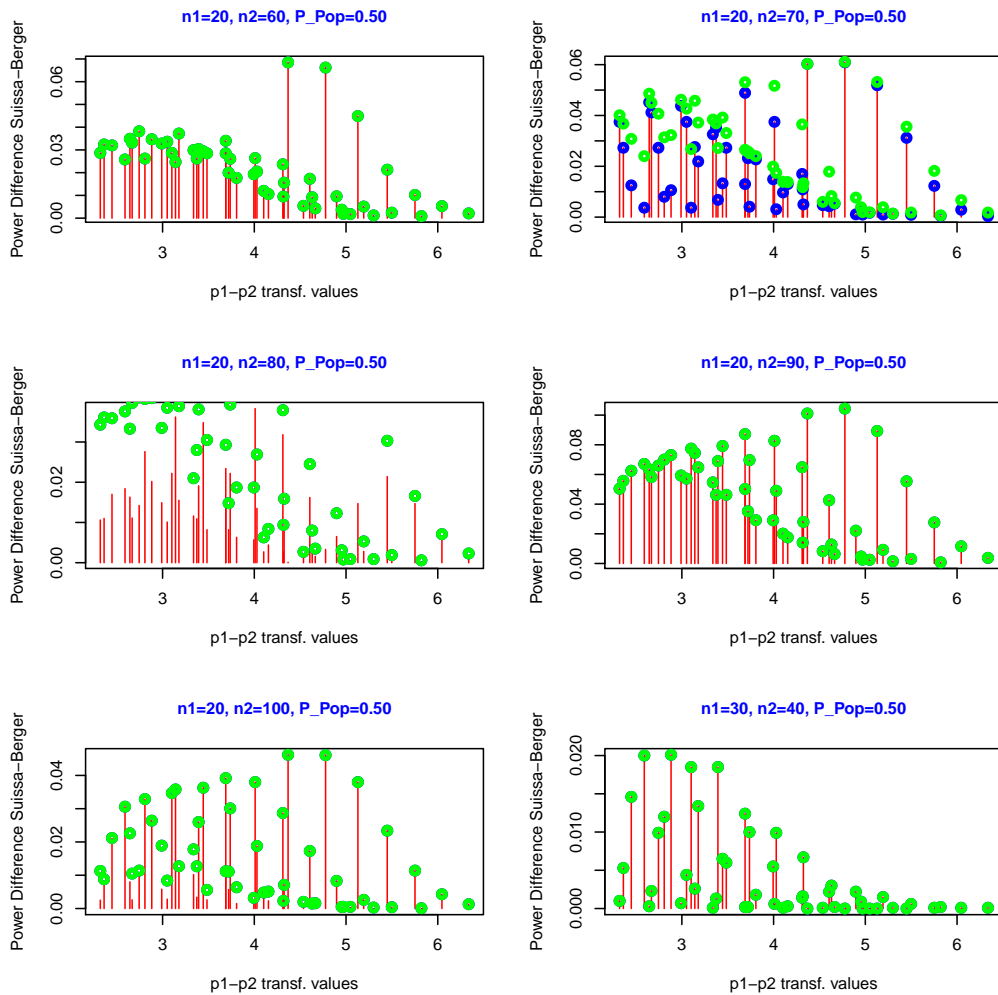 n1=20, n2=60, P_Pop=0.50
Power Difference Suissa−Berger
0.00
0.03
0.06
3
4
5
6
p1−p2 transf. values
n1=20, n2=70, P_Pop=0.50
Power Difference Suissa−Berger
0.00
0.02
0.04
0.06
3
4
5
6
p1−p2 transf. values
n1=20, n2=80, P_Pop=0.50
Power Difference Suissa−Berger
0.00
0.02
3
4
5
6
p1−p2 transf. values
n1=20, n2=90, P_Pop=0.50
Power Difference Suissa−Berger
0.00
0.04
0.08
3
4
5
6
p1−p2 transf. values
n1=20, n2=100, P_Pop=0.50
Power Difference Suissa−Berger
0.00
0.02
0.04
3
4
5
6
p1−p2 transf. values
n1=30, n2=40, P_Pop=0.50
Power Difference Suissa−Berger
0.000
0.010
0.020
3
4
5
6
p1−p2 transf. values